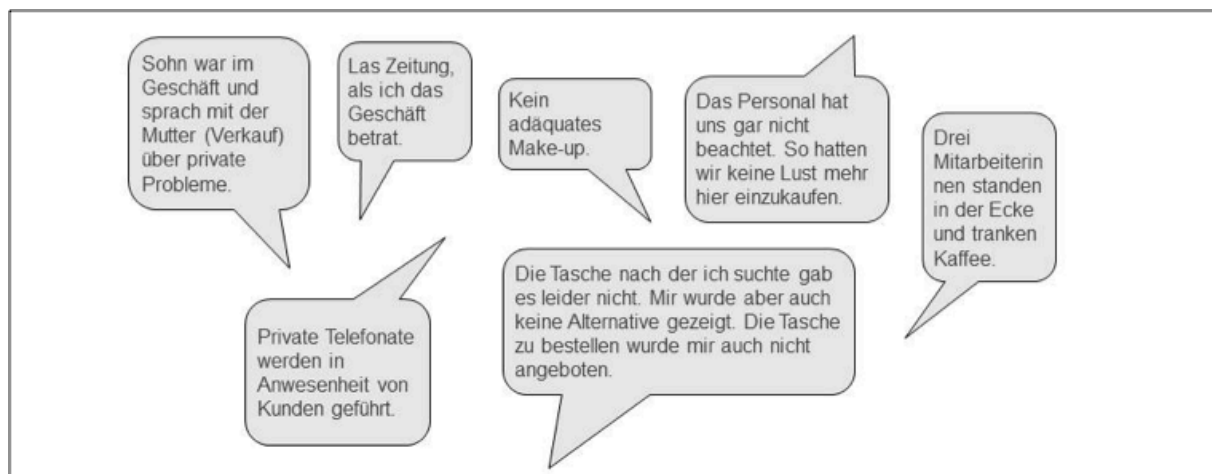 Sohn war im
Geschäft und
sprach mit der
Mutter (Verkauf)
über private
Probleme.
Las Zeitung,
als ich das
Geschäft
betrat.
Kein
adäquates
Make-up.
Das Personal hat
uns gar nicht
beachtet. So hatten
wir keine Lust mehr
hier einzukaufen.
Drei
Mitarbeiterin
nen standen
in der Ecke
und tranken
Kaffee.
Private Telefonate
werden in
Anwesenheit von
Kunden geführt.
Die Tasche nach der ich suchte gab
es leider nicht. Mir wurde aber auch
keine Alternative gezeigt. Die Tasche
zu bestellen wurde mir auch nicht
angeboten.